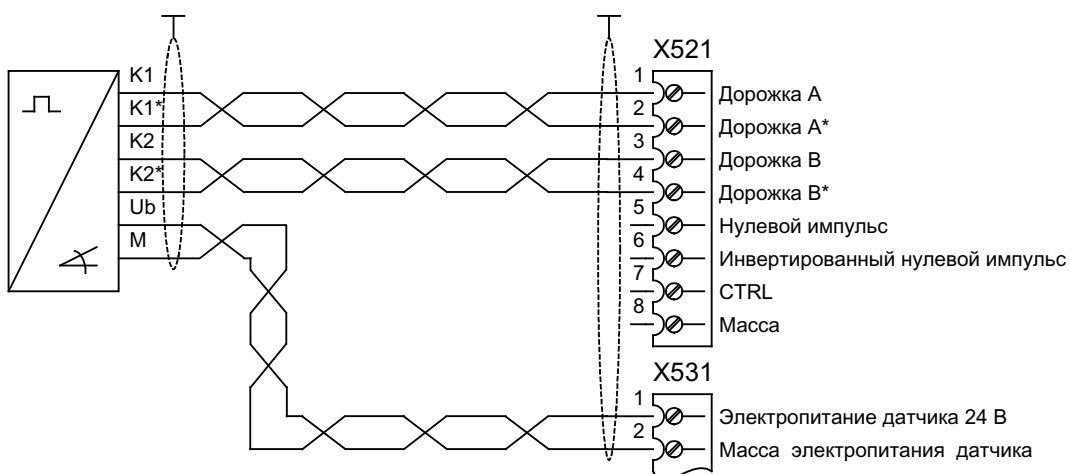 X521
K1
K1*
K2
K2*
Ub
M
1 Дорожка A
2 Дорожка A*
3 Дорожка B
4 Дорожка B*
5 Нулевой импульс
6 Инвертированный нулевой импульс
7 CTRL
8 Масса
X531
1 Электропитание датчика 24 В
2 Масса электропитания датчика